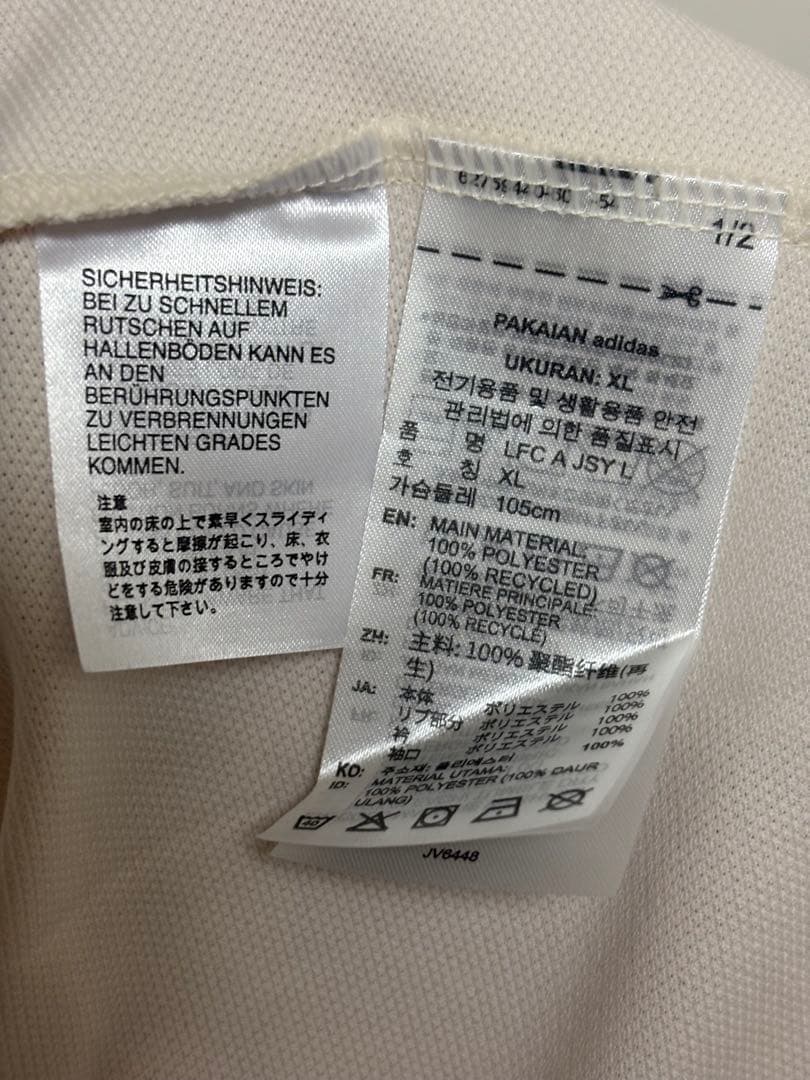 SICHERHEITSHINWEIS:
BEI ZU SCHNELLEM
RUTSCHEN AUF
HALLENBÖDEN KANN ES
AN DEN
BERÜHRUNGSPUNKTEN
ZU VERBRENNUNGEN
LEICHTEN GRADES
KOMMEN.
注意
室内の床の上で素早くスライディ
ングすると摩擦が起こり、床、衣
服及び皮膚の接するところでやけ
どをする危険がありますので十分
注意して下さい。
1/2
PAKAIAN adidas
UKURAN: XL
전기용품 및 생활용품 안전
관리법에 의한 품질표시
품 명 LFC A JSY L
호 칭 XL
가슴둘레 105cm
EN: MAIN MATERIAL:
100% POLYESTER
(100% RECYCLED)
FR: MATIERE PRINCIPALE:
100% POLYESTER
(100% RECYCLÉ)
ZH: 主料: 100% 聚酯纤维(再
生)
JA: 本体 ポリエステル 100%
リブ部分 ポリエステル 100%
衿 ポリエステル 100%
袖口 ポリエステル 100%
KO: 주소재: 폴리에스터 100%
ID: MATERIAL UTAMA:
100% POLYESTER (100% DAUR
ULANG)
JV6448